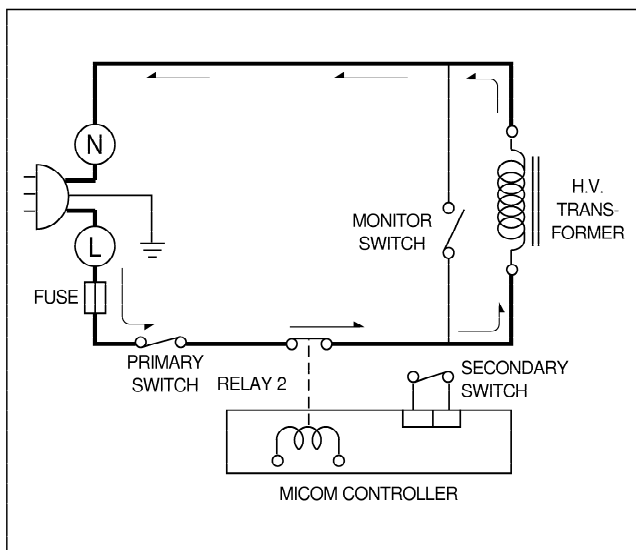 N
H.V.
TRANS-
FORMER
MONITOR
SWITCH
L
FUSE
PRIMARY
SWITCH
RELAY 2
SECONDARY
SWITCH
MICOM CONTROLLER